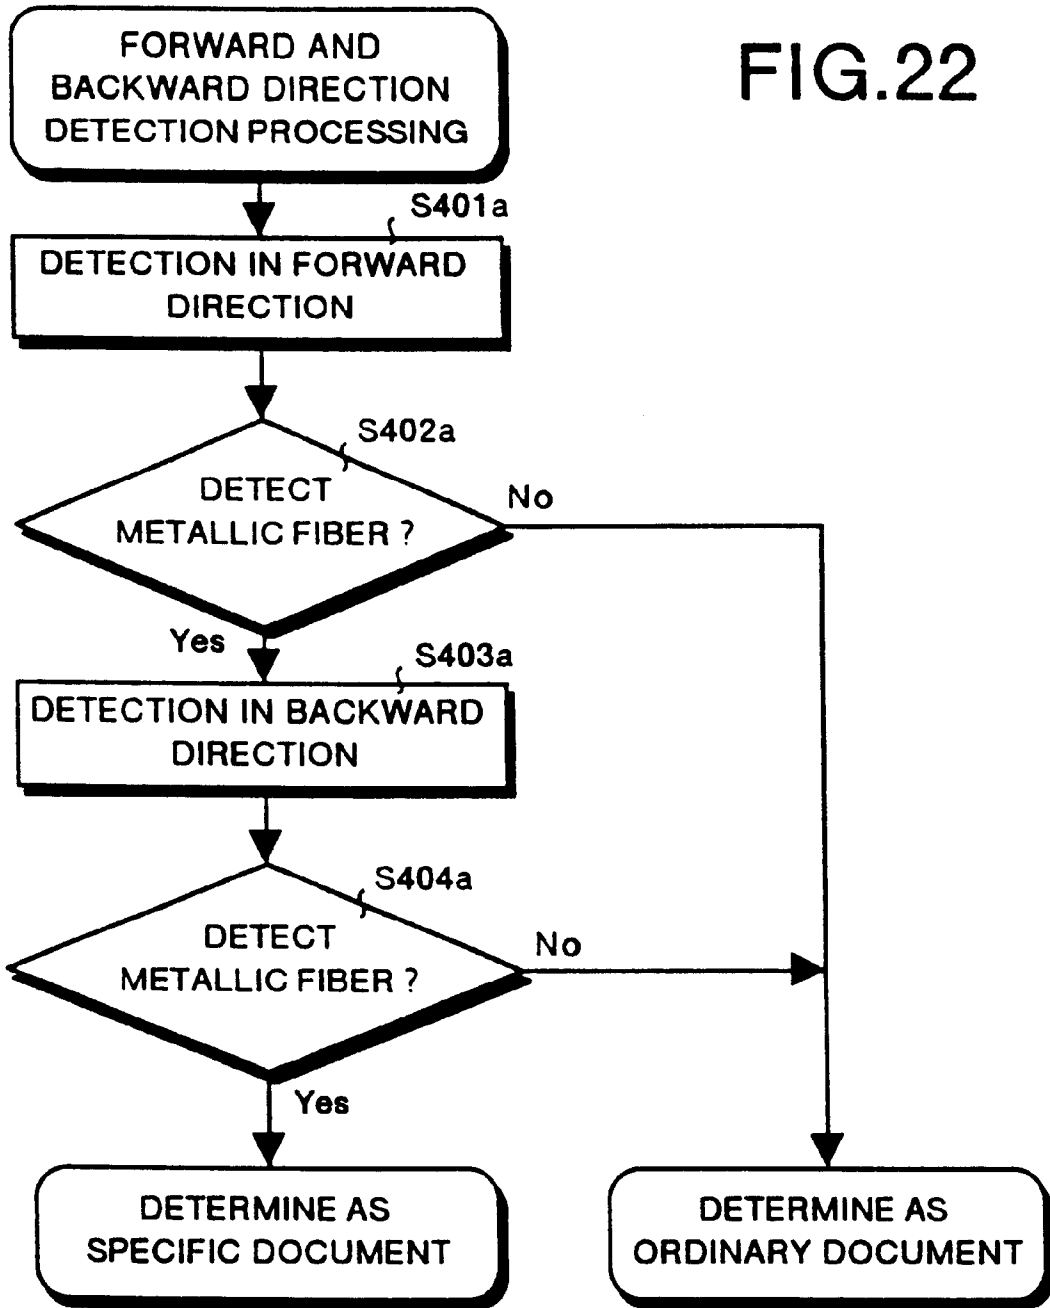 FIG.22
FORWARD AND
BACKWARD DIRECTION
DETECTION PROCESSING
S401a
DETECTION IN FORWARD
DIRECTION
S402a
DETECT
METALLIC FIBER ?
No
Yes
S403a
DETECTION IN BACKWARD
DIRECTION
S404a
DETECT
METALLIC FIBER ?
No
Yes
DETERMINE AS
SPECIFIC DOCUMENT
DETERMINE AS
ORDINARY DOCUMENT